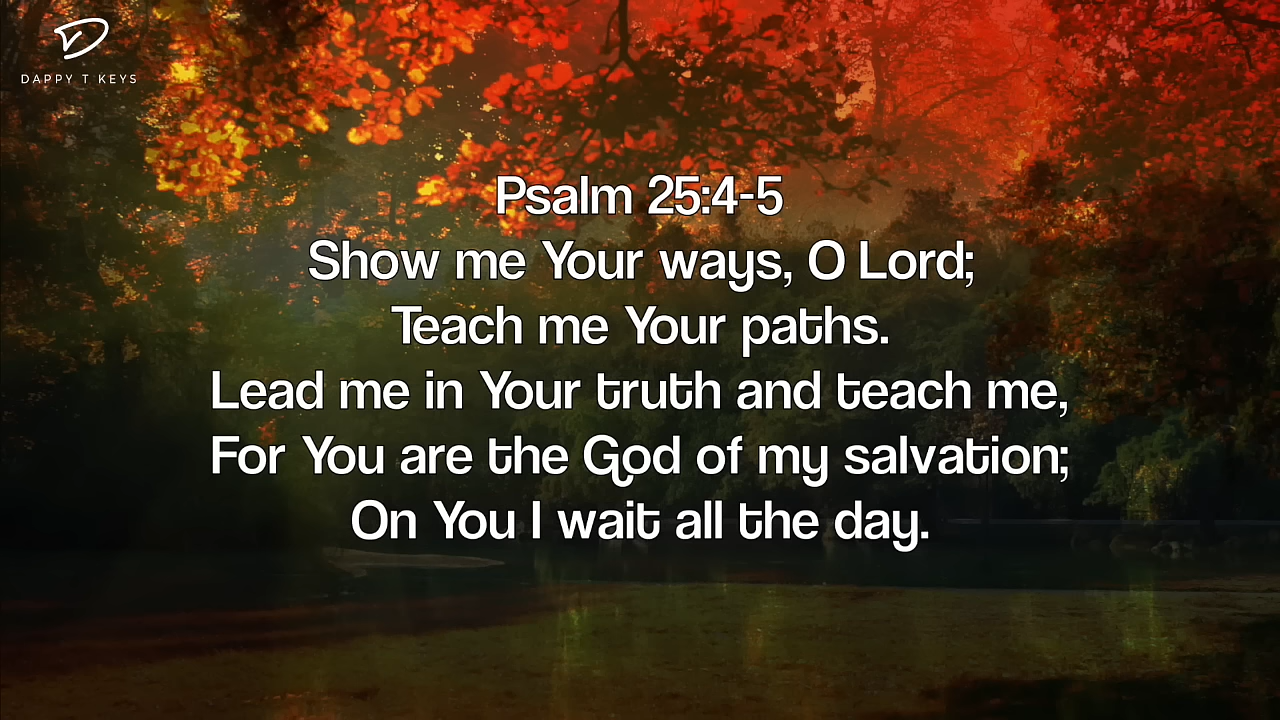 DAPPY T KEYS
Psalm 25:4-5
Show me Your ways, O Lord;
Teach me Your paths.
Lead me in Your truth and teach me,
For You are the God of my salvation;
On You I wait all the day.